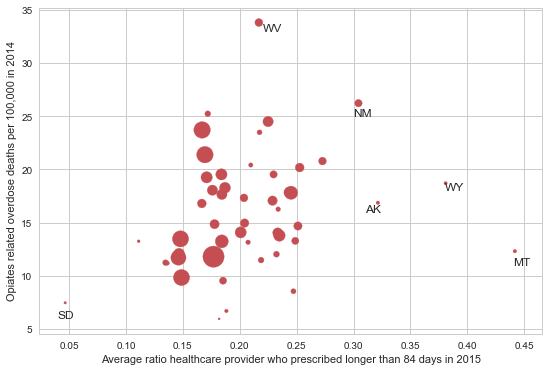 35
30
25
20
15
10
5
Opiates related overdose deaths per 100,000 in 2014
WV
NM
WY
AK
MT
SD
0.05 0.10 0.15 0.20 0.25 0.30 0.35 0.40 0.45
Average ratio healthcare provider who prescribed longer than 84 days in 2015